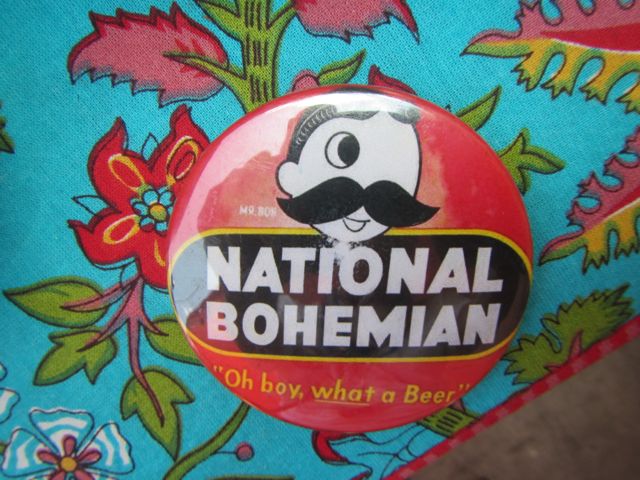 MR. BOH
NATIONAL
BOHEMIAN
"Oh boy, what a Beer"